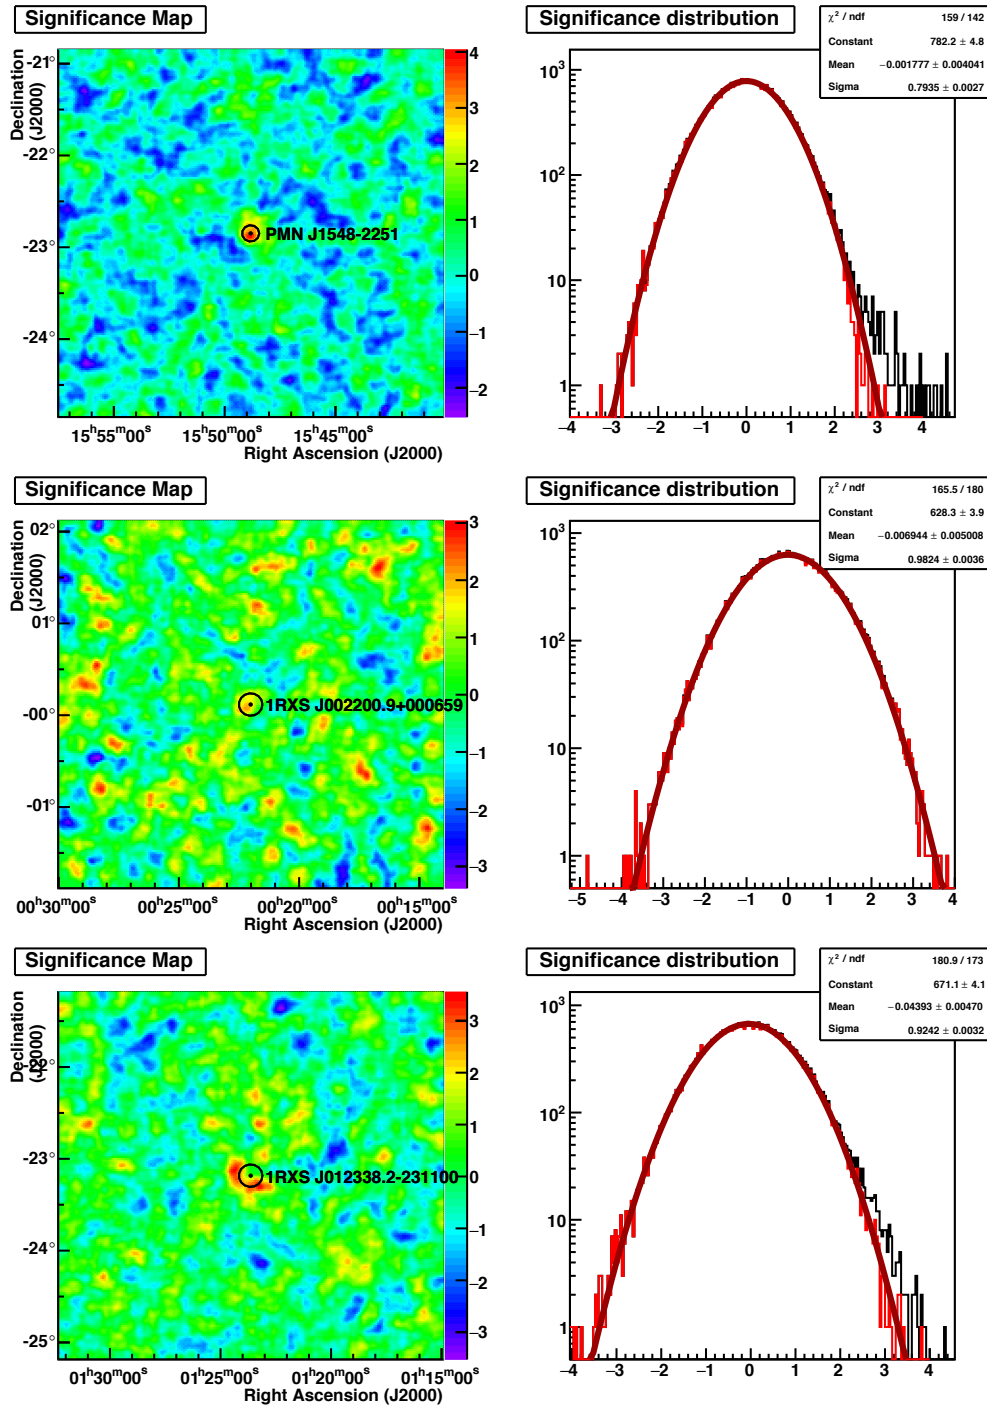 Significance Map
Significance distribution
χ² / ndf 159 / 142
Constant 782.2 ± 4.8
Mean −0.001777 ± 0.004041
Sigma 0.7935 ± 0.0027
Declination (J2000)
-21°
-22°
-23°
-24°
PMN J1548-2251
4
3
2
1
0
−1
−2
15h55m00s 15h50m00s 15h45m00s
Right Ascension (J2000)
10³
10²
10
1
−4 −3 −2 −1 0 1 2 3 4
Significance Map
Significance distribution
χ² / ndf 165.5 / 180
Constant 628.3 ± 3.9
Mean −0.006944 ± 0.005008
Sigma 0.9824 ± 0.0036
Declination (J2000)
02°
01°
-00°
-01°
1RXS J002200.9+000659
3
2
1
0
−1
−2
−3
00h30m00s 00h25m00s 00h20m00s 00h15m00s
Right Ascension (J2000)
10³
10²
10
1
−5 −4 −3 −2 −1 0 1 2 3 4
Significance Map
Significance distribution
χ² / ndf 180.9 / 173
Constant 671.1 ± 4.1
Mean −0.04393 ± 0.00470
Sigma 0.9242 ± 0.0032
Declination (J2000)
-22°
-23°
-24°
-25°
1RXS J012338.2-231100
3
2
1
0
−1
−2
−3
01h30m00s 01h25m00s 01h20m00s 01h15m00s
Right Ascension (J2000)
10³
10²
10
1
−4 −3 −2 −1 0 1 2 3 4